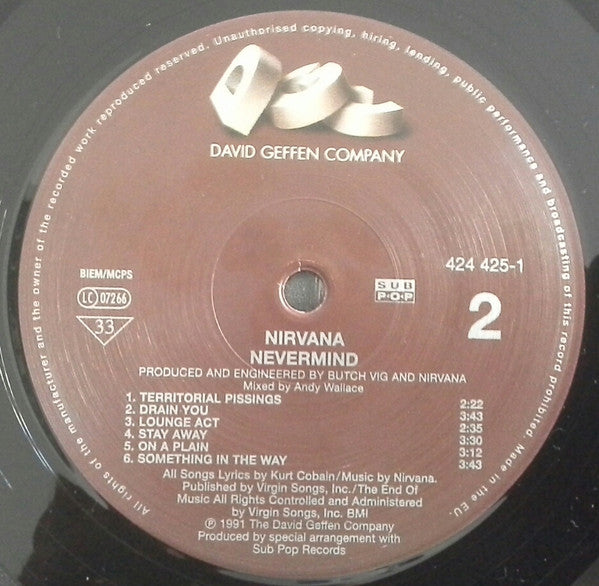 All rights of the manufacturer and the owner of the recorded work reproduced reserved. Unauthorised copying, hiring, lending, public performance and broadcasting of this record prohibited. Made in the EU.
DGC
DAVID GEFFEN COMPANY
BIEM/MCPS
LC 07266
33
SUB
POP
424 425-1
2
NIRVANA
NEVERMIND
PRODUCED AND ENGINEERED BY BUTCH VIG AND NIRVANA
Mixed by Andy Wallace
1. TERRITORIAL PISSINGS 2:22
2. DRAIN YOU 3:43
3. LOUNGE ACT 2:35
4. STAY AWAY 3:30
5. ON A PLAIN 3:12
6. SOMETHING IN THE WAY 3:43
All Songs Lyrics by Kurt Cobain/Music by Nirvana.
Published by Virgin Songs, Inc./The End Of
Music All Rights Controlled and Administered
by Virgin Songs, Inc. BMI
℗ 1991 The David Geffen Company
Produced by special arrangement with
Sub Pop Records